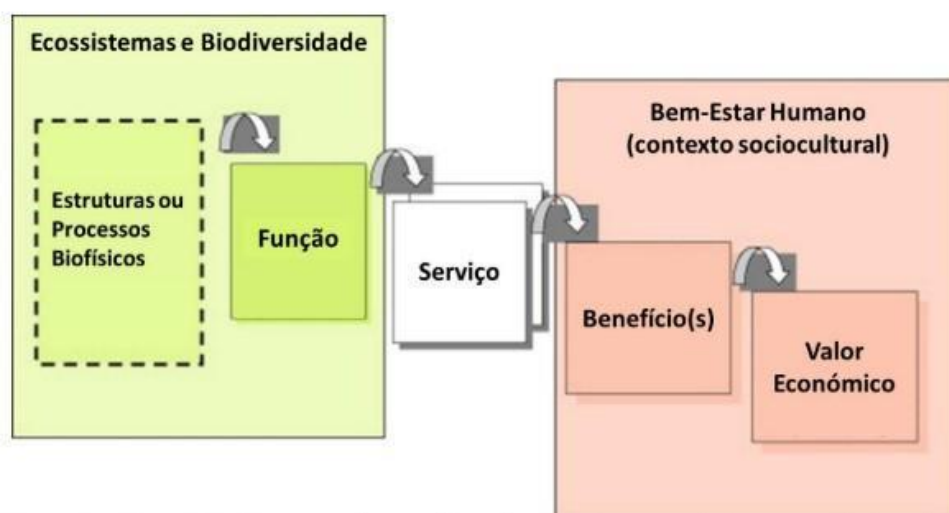 Ecossistemas e Biodiversidade
Estruturas ou
Processos
Biofísicos
Função
Serviço
Bem-Estar Humano
(contexto sociocultural)
Benefício(s)
Valor
Económico